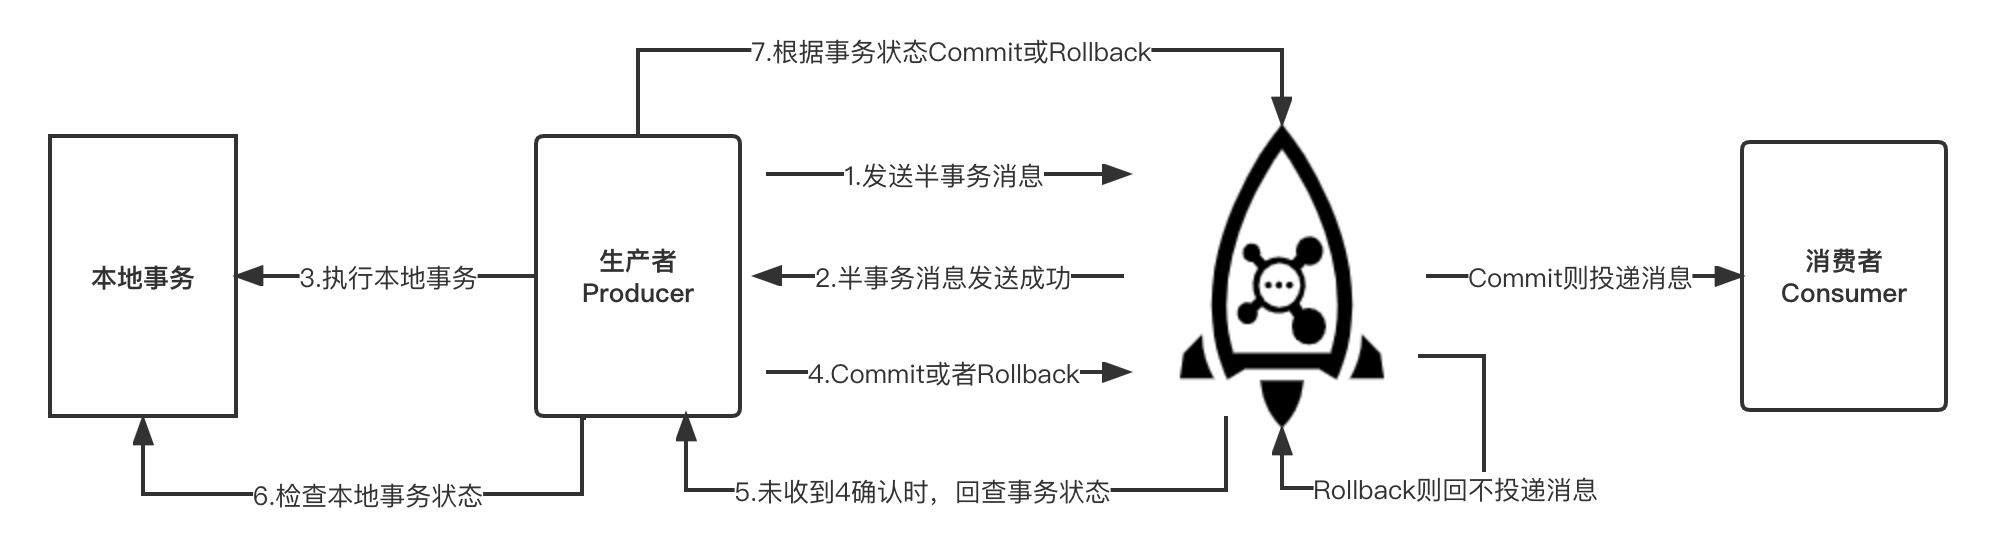 7.根据事务状态Commit或Rollback
1.发送半事务消息
本地事务
3.执行本地事务
生产者
Producer
2.半事务消息发送成功
Commit则投递消息
消费者
Consumer
4.Commit或者Rollback
6.检查本地事务状态
5.未收到4确认时，回查事务状态
Rollback则回不投递消息